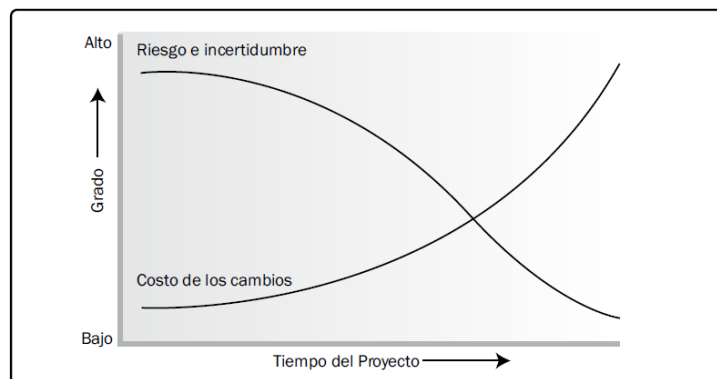 Alto
Riesgo e incertidumbre
Grado
Costo de los cambios
Bajo
Tiempo del Proyecto